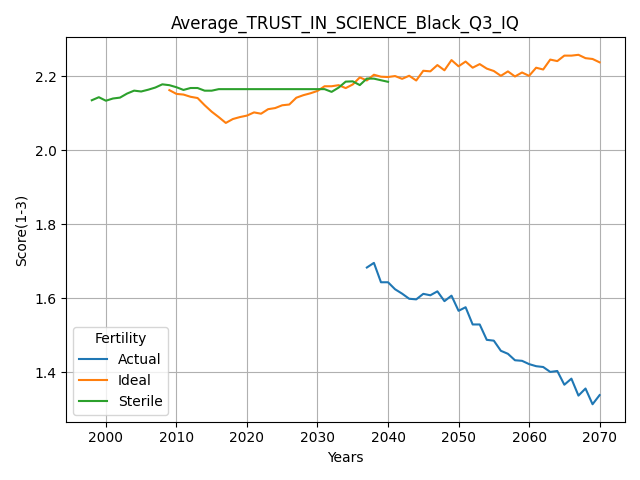 Average_TRUST_IN_SCIENCE_Black_Q3_IQ
Score(1-3)
2.2
2.0
1.8
1.6
1.4
Fertility
Actual
Ideal
Sterile
2000 2010 2020 2030 2040 2050 2060 2070
Years